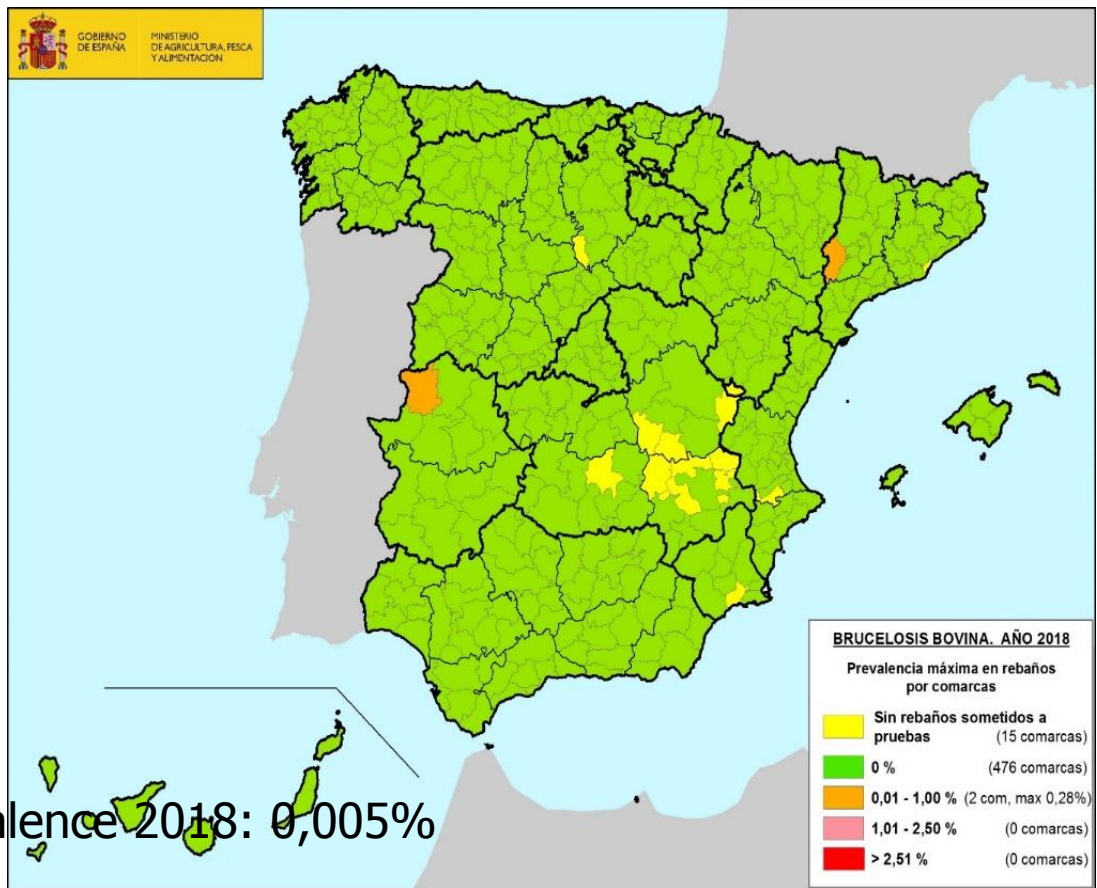 GOBIERNO
DE ESPAÑA
MINISTERIO
DE AGRICULTURA, PESCA
Y ALIMENTACION
BRUCELOSIS BOVINA. AÑO 2018
Prevalencia máxima en rebaños
por comarcas
Sin rebaños sometidos a
pruebas (15 comarcas)
0 % (476 comarcas)
0,01 - 1,00 % (2 com, max 0,28%)
1,01 - 2,50 % (0 comarcas)
> 2,51 % (0 comarcas)
alence 2018: 0,005%